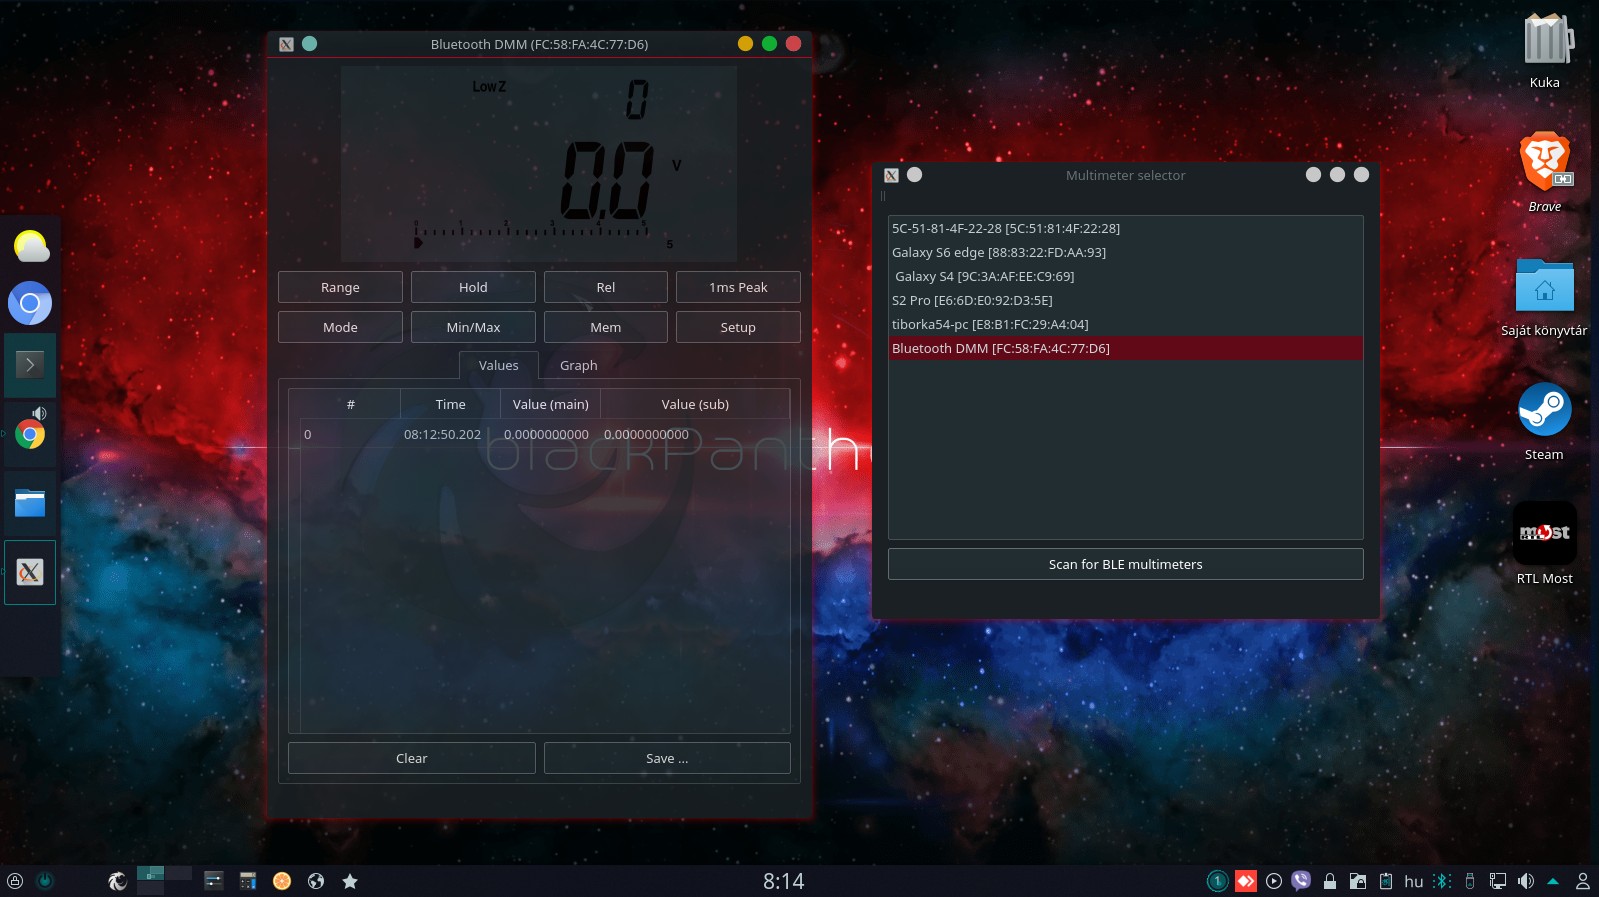 Bluetooth DMM (FC:58:FA:4C:77:D6)
Low Z
0
0.0 V
0 1 2 3 4 5
5
Range Hold Rel 1ms Peak
Mode Min/Max Mem Setup
Values Graph
# Time Value (main) Value (sub)
0 08:12:50.202 0.0000000000 0.0000000000
blackPanth
Clear Save ...
Multimeter selector
5C-51-81-4F-22-28 [5C:51:81:4F:22:28]
Galaxy S6 edge [88:83:22:FD:AA:93]
Galaxy S4 [9C:3A:AF:EE:C9:69]
S2 Pro [E6:6D:E0:92:D3:5E]
tiborka54-pc [E8:B1:FC:29:A4:04]
Bluetooth DMM [FC:58:FA:4C:77:D6]
Scan for BLE multimeters
Kuka
Brave
Saját könyvtár
Steam
RTL most
RTL Most
8:14
1
hu